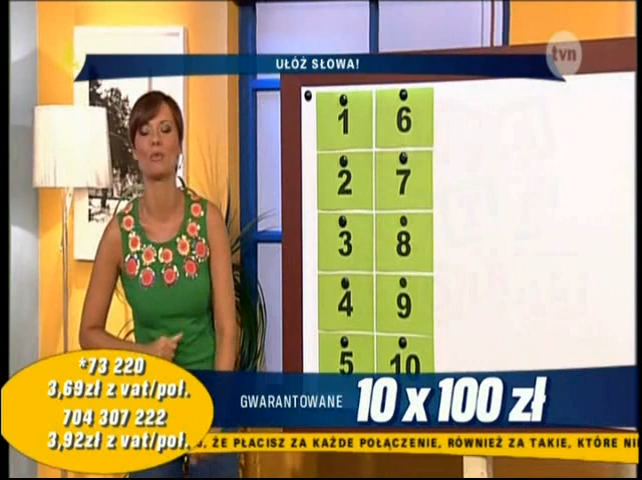 UŁÓŻ SŁOWA!
tvn
1 6
2 7
3 8
4 9
5 10
*73 220
3,69zł z vat/poł.
704 307 222
3,92zł z vat/poł.
GWARANTOWANE 10 x 100 zł
, ŻE PŁACISZ ZA KAŻDE POŁĄCZENIE, RÓWNIEŻ ZA TAKIE, KTÓRE